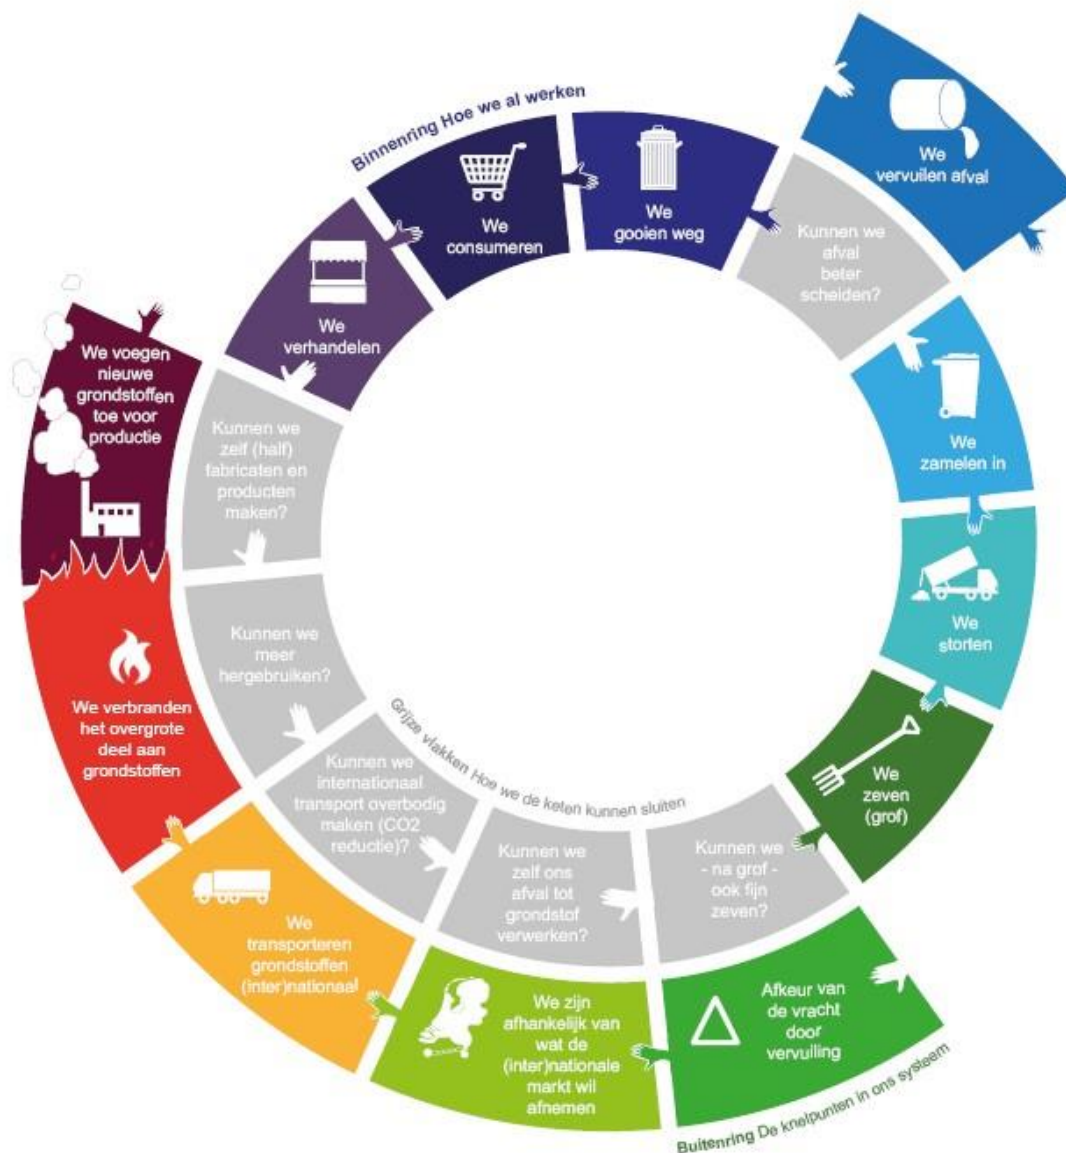 Binnenring Hoe we al werken
We
consumeren
We
gooien weg
We
vervuilen afval
Kunnen we
afval
beter
scheiden?
We
zamelen in
We
storten
We
zeven
(grof)
Kunnen we
- na grof -
ook fijn
zeven?
Afkeur van
de vracht
door
vervuiling
Buitenring De knelpunten in ons systeem
Kunnen we
zelf ons
afval tot
grondstof
verwerken?
We zijn
afhankelijk van
wat de
(inter)nationale
markt wil
afnemen
Grijze vlakken Hoe we de keten kunnen sluiten
Kunnen we
internationaal
transport overbodig
maken (CO2
reductie)?
We
transporteren
grondstoffen
(inter)nationaal
Kunnen we
meer
hergebruiken?
We verbranden
het overgrote
deel aan
grondstoffen
Kunnen we
zelf (half)
fabricaten en
producten
maken?
We voegen
nieuwe
grondstoffen
toe voor
productie
We
verhandelen